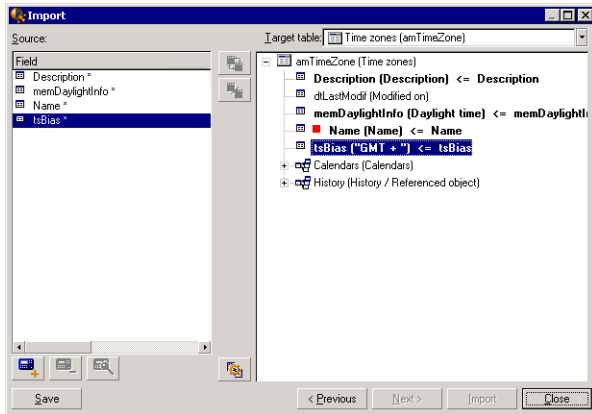 Import
Source:
Target table: Time zones (amTimeZone)
Field
Description *
memDaylightInfo *
Name *
tsBias *
amTimeZone (Time zones)
Description (Description) <= Description
dtLastModif (Modified on)
memDaylightInfo (Daylight time) <= memDaylightI
Name (Name) <= Name
tsBias ("GMT + ") <= tsBias
Calendars (Calendars)
History (History / Referenced object)
Save
< Previous
Next >
Import
Close